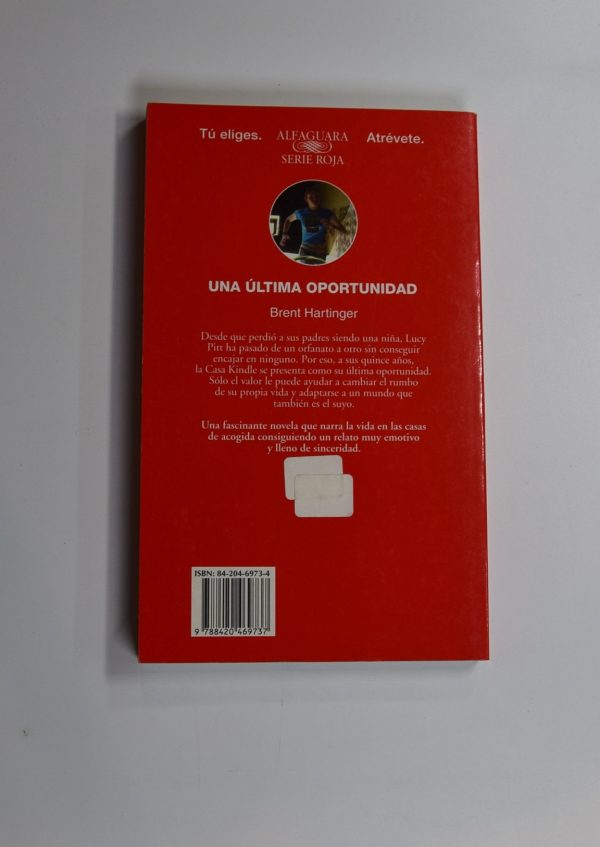 Tú eliges. ALFAGUARA Atrévete.
SERIE ROJA
UNA ÚLTIMA OPORTUNIDAD
Brent Hartinger
Desde que perdió a sus padres siendo una niña, Lucy
Pitt ha pasado de un orfanato a otro sin conseguir
encajar en ninguno. Por eso, a sus quince años,
la Casa Kindle se presenta como su última oportunidad.
Sólo el valor le puede ayudar a cambiar el rumbo
de su propia vida y adaptarse a un mundo que
también es el suyo.
Una fascinante novela que narra la vida en las casas
de acogida consiguiendo un relato muy emotivo
y lleno de sinceridad.
ISBN: 84-204-6973-4
9 788420 469737